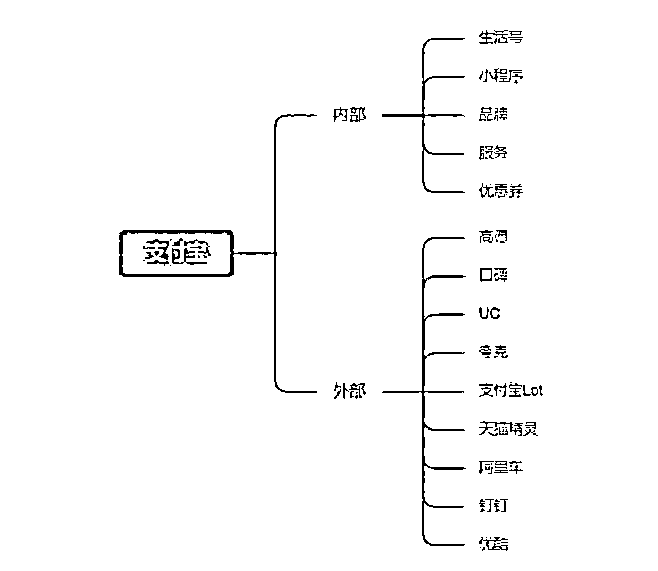 支付宝
内部
生活号
小程序
品牌
服务
优惠券
外部
高德
口碑
UC
夸克
支付宝Lot
天猫精灵
阿里车
钉钉
优酷